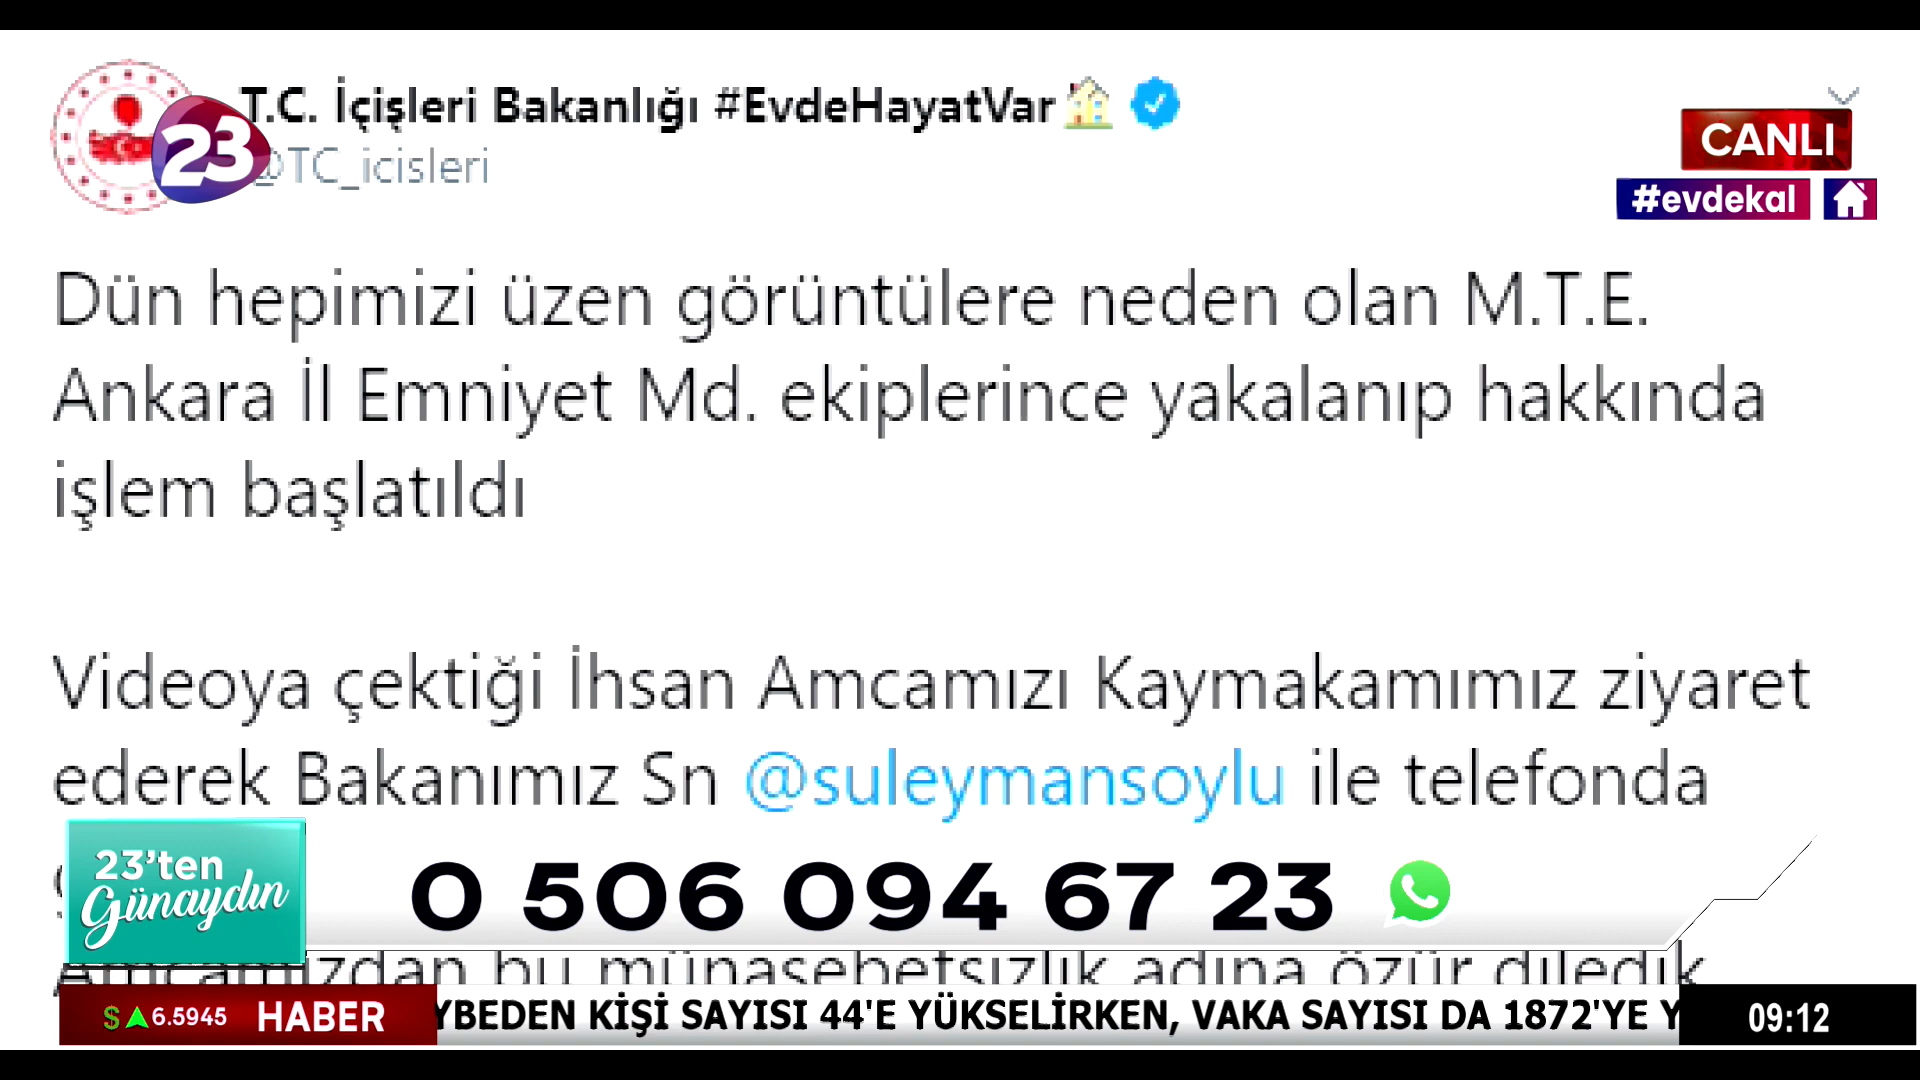 T.C. İçişleri Bakanlığı #EvdeHayatVar
23
@TC_icisleri
CANLI
#evdekal
Dün hepimizi üzen görüntülere neden olan M.T.E.
Ankara İl Emniyet Md. ekiplerince yakalanıp hakkında
işlem başlatıldı
Videoya çektiği İhsan Amcamızı Kaymakamımız ziyaret
ederek Bakanımız Sn @suleymansoylu ile telefonda
23'ten
Günaydın
0 506 094 67 23
Amcamızdan bu münasebetsizlik adına özür diledik
$ ▲ 6.5945 HABER YBEDEN KİŞİ SAYISI 44'E YÜKSELİRKEN, VAKA SAYISI DA 1872'YE Y 09:12